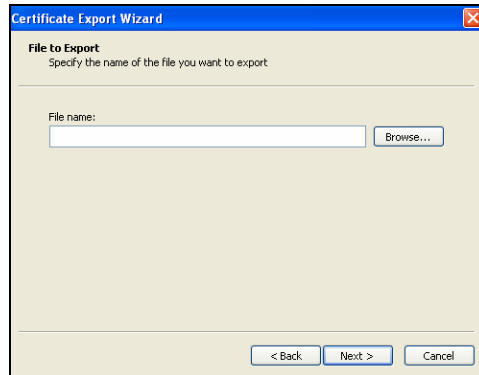 Certificate Export Wizard
File to Export
Specify the name of the file you want to export
File name:
Browse...
< Back Next > Cancel